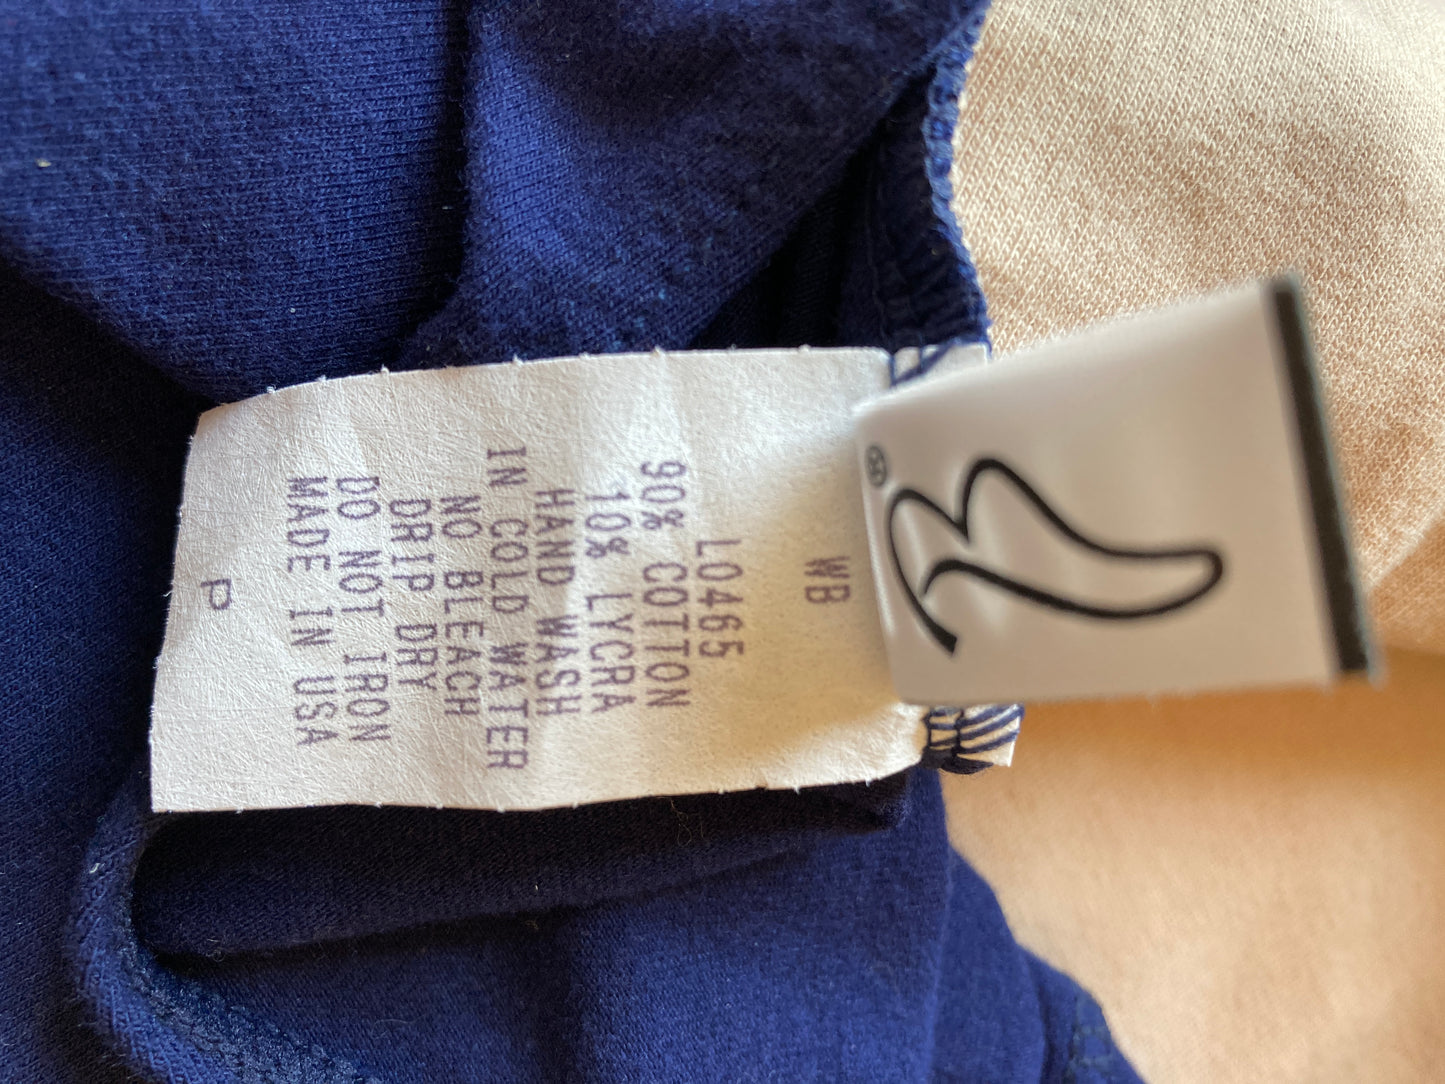 WB
L0465
90% COTTON
10% LYCRA
HAND WASH
IN COLD WATER
NO BLEACH
DRIP DRY
DO NOT IRON
MADE IN USA
P
®